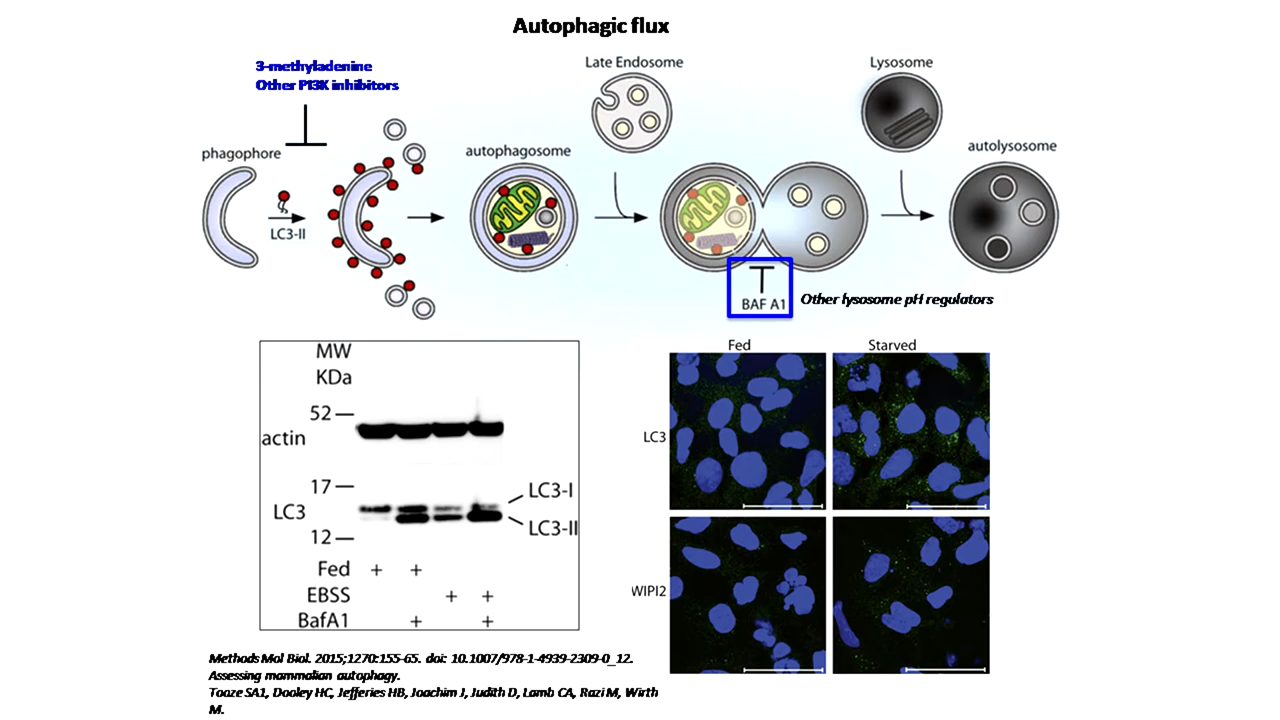 Autophagic flux
3-methyladenine
Other PI3K inhibitors
Late Endosome
Lysosome
phagophore
autophagosome
autolysosome
LC3-II
BAF A1
Other lysosome pH regulators
MW
KDa
52
actin
17
LC3
12
LC3-I
LC3-II
Fed + +
EBSS + +
BafA1 + +
Fed
Starved
LC3
WIPI2
Methods Mol Biol. 2015;1270:155-65. doi: 10.1007/978-1-4939-2309-0_12.
Assessing mammalian autophagy.
Tooze SA1, Dooley HC, Jefferies HB, Joachim J, Judith D, Lamb CA, Razi M, Wirth
M.